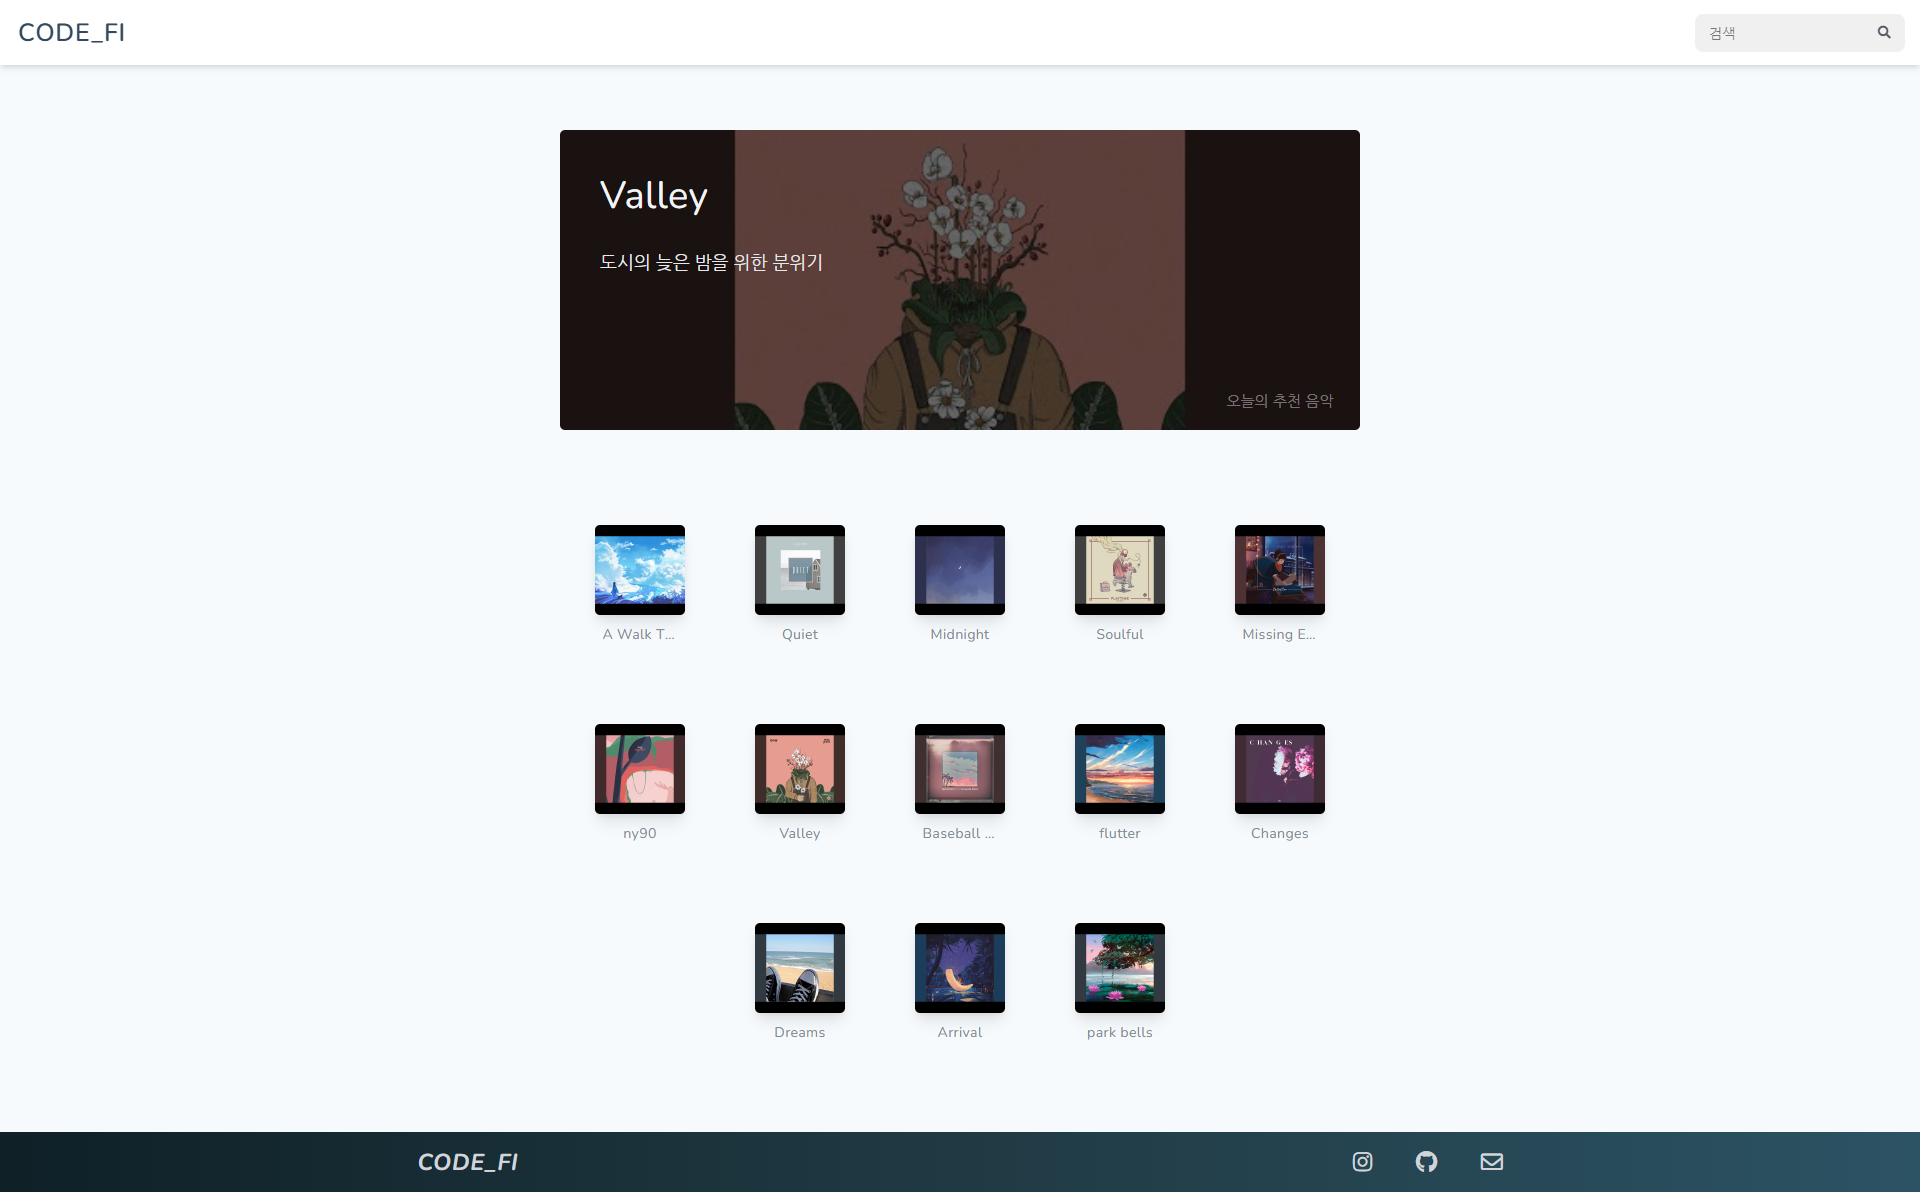 CODE_FI
검색
Valley
도시의 늦은 밤을 위한 분위기
오늘의 추천 음악
QUIET
A Walk T...
Quiet
Midnight
Soulful
Missing E...
CHANGES
ny90
Valley
Baseball ...
flutter
Changes
Dreams
Arrival
park bells
CODE_FI